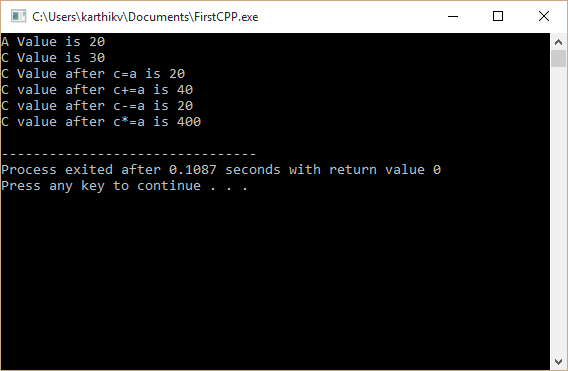 C:\Users\karthikv\Documents\FirstCPP.exe
A Value is 20
C Value is 30
C Value after c=a is 20
C value after c+=a is 40
C value after c-=a is 20
C value after c*=a is 400
--------------------------------
Process exited after 0.1087 seconds with return value 0
Press any key to continue . . .